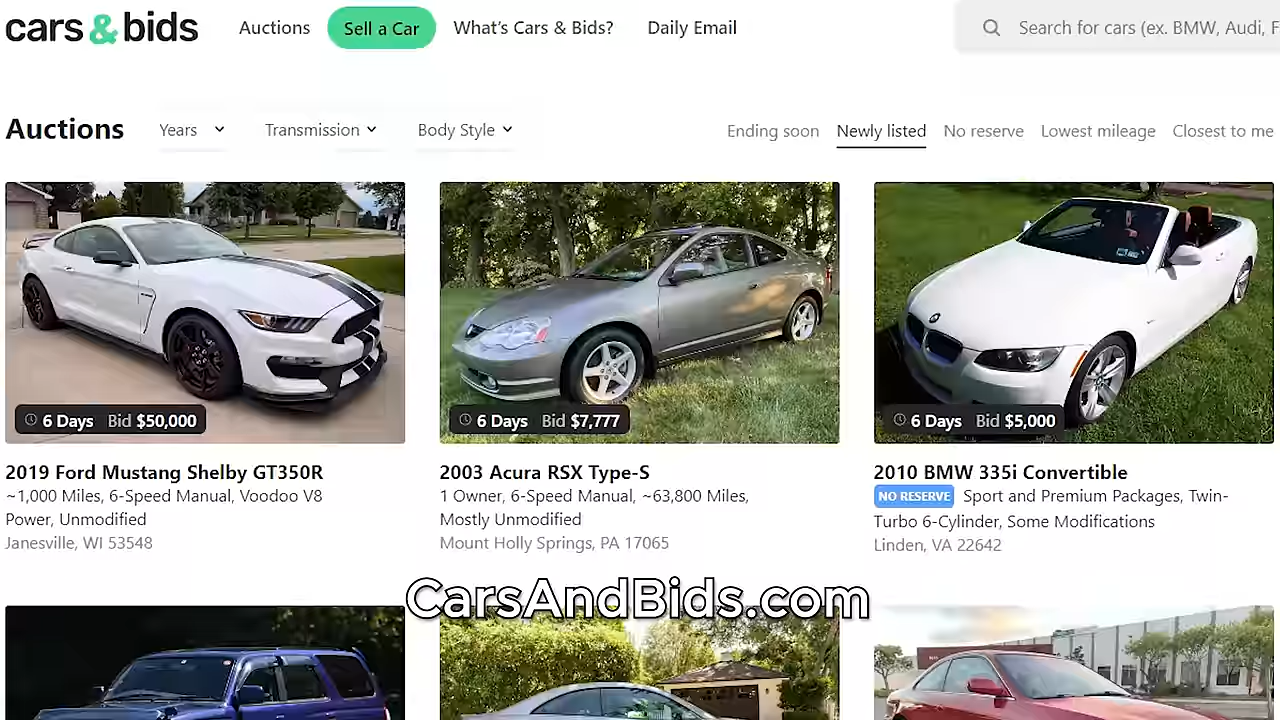 cars & bids
Auctions
Sell a Car
What's Cars & Bids?
Daily Email
Search for cars (ex. BMW, Audi, F
Auctions
Years
Transmission
Body Style
Ending soon
Newly listed
No reserve
Lowest mileage
Closest to me
6 Days Bid $50,000
6 Days Bid $7,777
6 Days Bid $5,000
2019 Ford Mustang Shelby GT350R
~1,000 Miles, 6-Speed Manual, Voodoo V8
Power, Unmodified
Janesville, WI 53548
2003 Acura RSX Type-S
1 Owner, 6-Speed Manual, ~63,800 Miles,
Mostly Unmodified
Mount Holly Springs, PA 17065
2010 BMW 335i Convertible
NO RESERVE Sport and Premium Packages, Twin-
Turbo 6-Cylinder, Some Modifications
Linden, VA 22642
CarsAndBids.com